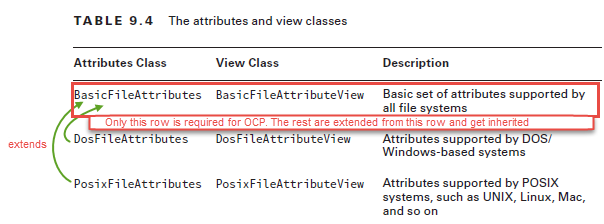 TABLE 9.4 The attributes and view classes
Attributes Class View Class Description
BasicFileAttributes BasicFileAttributeView Basic set of attributes supported by
all file systems
Only this row is required for OCP. The rest are extended from this row and get inherited
extends
DosFileAttributes DosFileAttributeView Attributes supported by DOS/
Windows-based systems
PosixFileAttributes PosixFileAttributeView Attributes supported by POSIX
systems, such as UNIX, Linux, Mac,
and so on